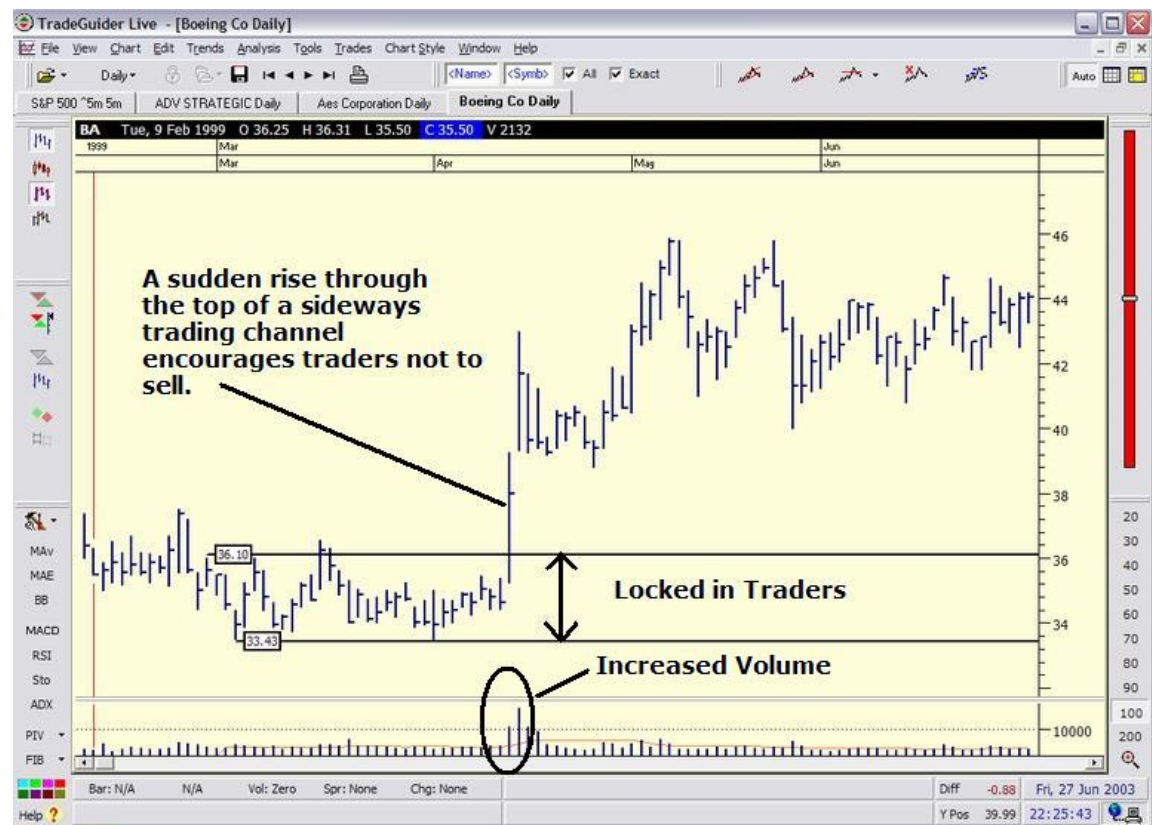 TradeGuider Live - [Boeing Co Daily]
File View Chart Edit Trends Analysis Tools Trades Chart Style Window Help
Daily <Name> <Symb> All Exact Auto
S&P 500 ^5m 5m ADV STRATEGIC Daily Aes Corporation Daily Boeing Co Daily
BA Tue, 9 Feb 1999 O 36.25 H 36.31 L 35.50 C 35.50 V 2132
1999 Mar Jun
Mar Apr May Jun
46
A sudden rise through
the top of a sideways
trading channel
encourages traders not to
sell.
44
42
40
38
36
34
36.10
33.43
Locked in Traders
Increased Volume
10000
MAv
MAE
BB
MACD
RSI
Sto
ADX
PIV
FIB
20
30
40
50
60
70
80
90
100
200
Bar: N/A N/A Vol: Zero Spr: None Chg: None Diff -0.88 Fri, 27 Jun 2003
Help ? Y Pos 39.99 22:25:43